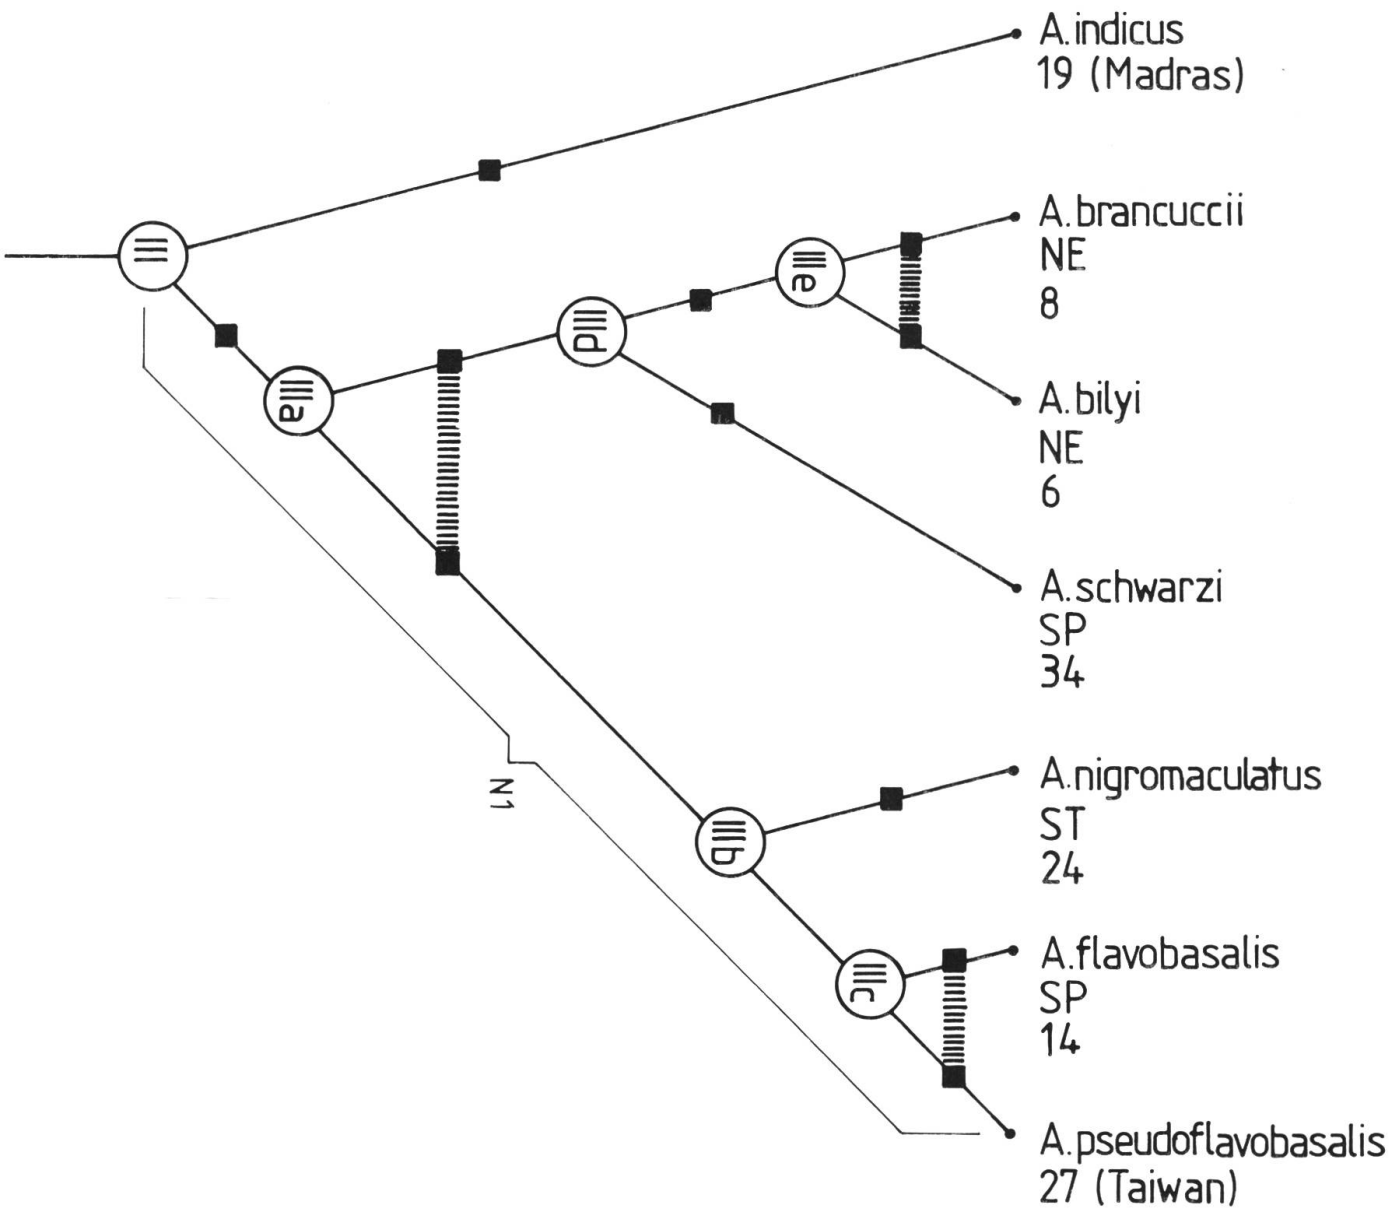 A.indicus
19 (Madras)
III
A.brancuccii
NE
8
IIIe
IIId
IIIa
A.bilyi
NE
6
A.schwarzi
SP
34
N1
A.nigromaculatus
ST
24
IIIb
A.flavobasalis
SP
14
IIIc
A.pseudoflavobasalis
27 (Taiwan)